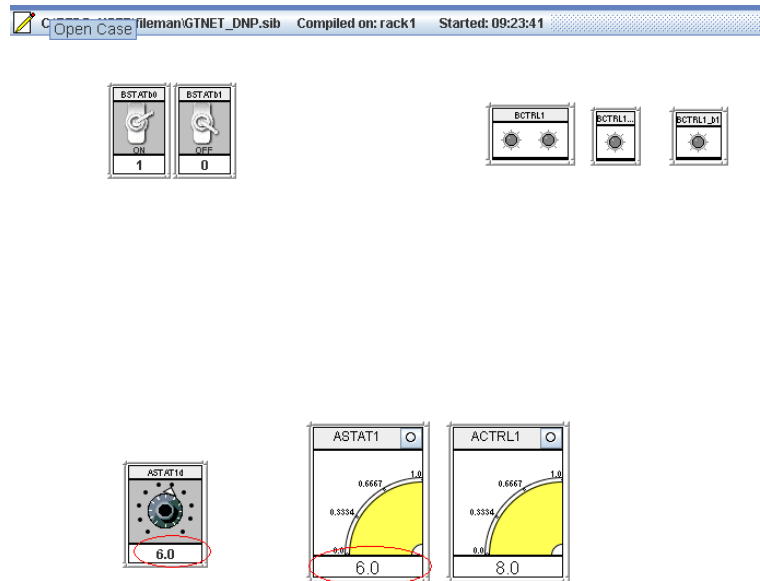 Open Case fileman\GTNET_DNP.sib Compiled on: rack1 Started: 09:23:41
BSTATb0 BSTATb1
ON OFF
1 0
BCTRL1 BCTRL1... BCTRL1_b1
ASTAT1d
6.0
ASTAT1 ACTRL1
1.0 1.0
0.6667 0.6667
0.3334 0.3334
0.0 0.0
6.0 8.0